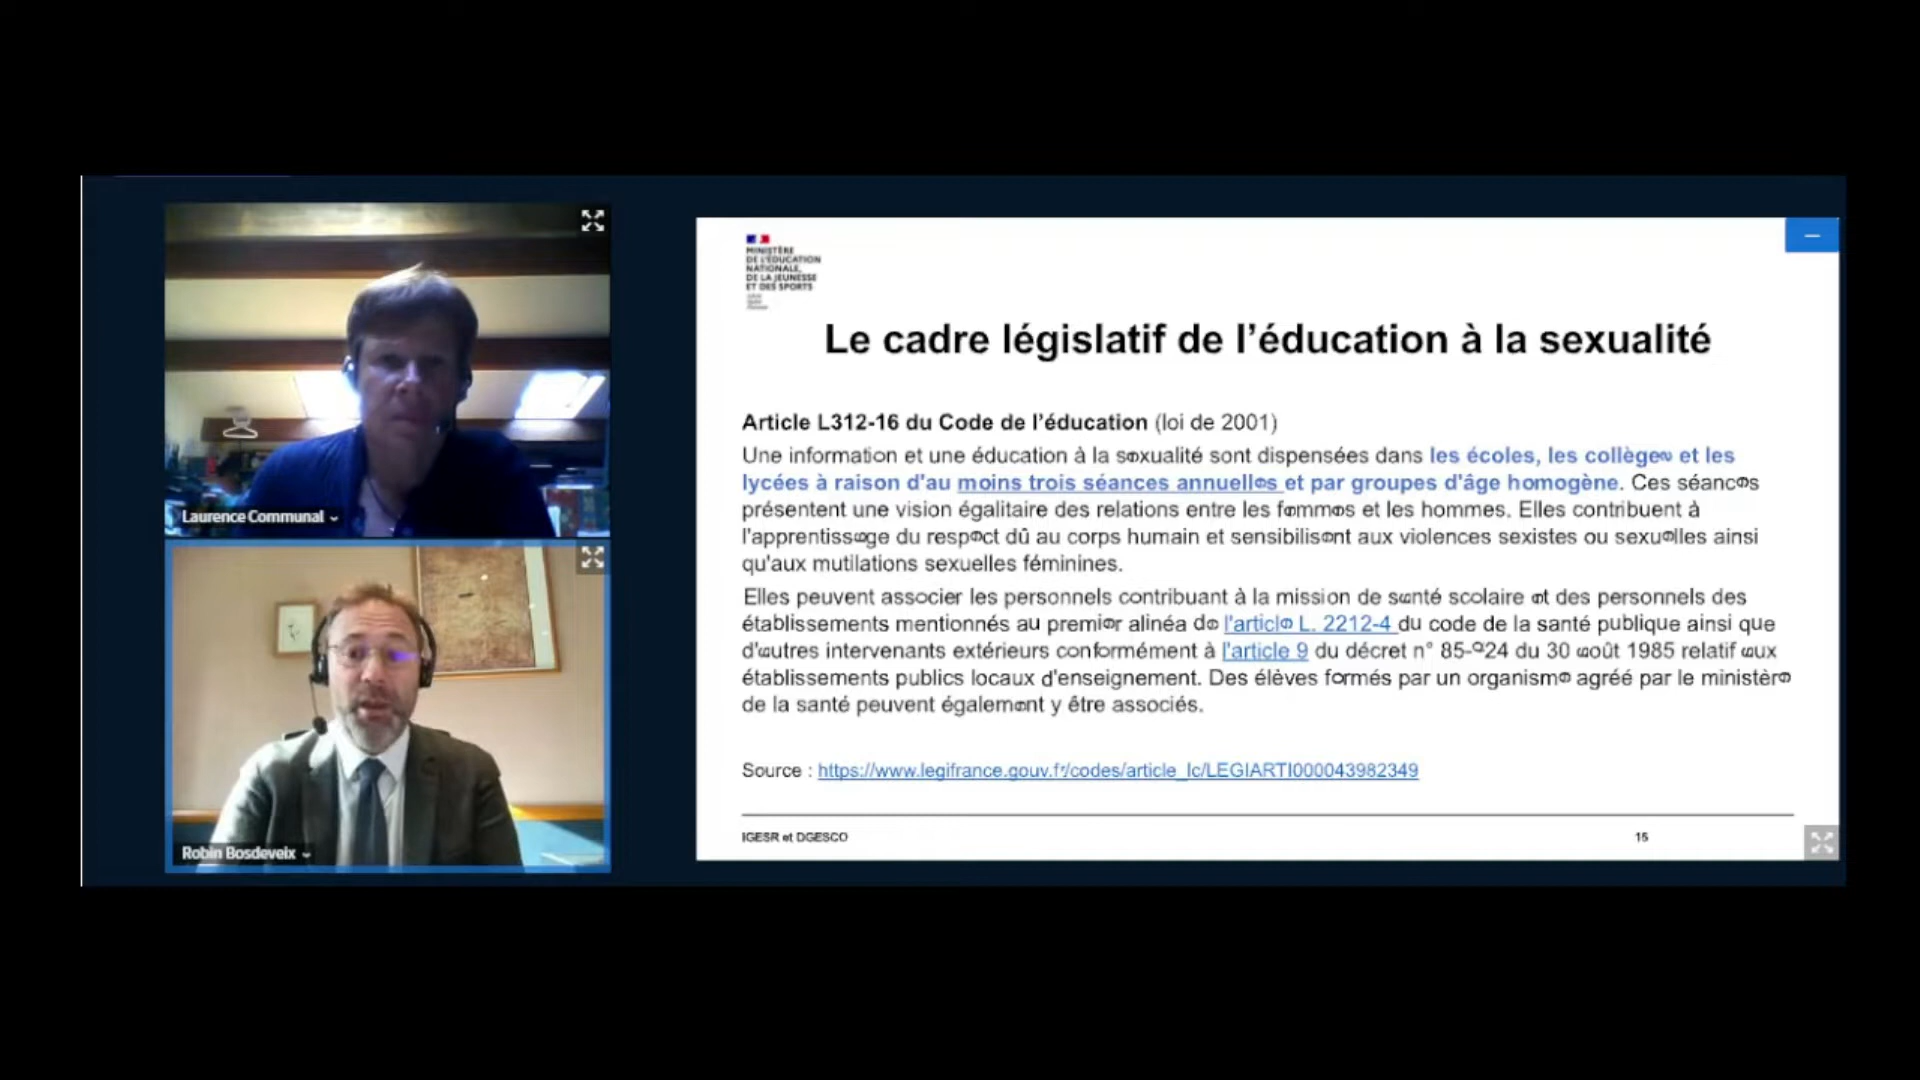 Laurence Communal
Robin Bosdeveix
MINISTÈRE
DE L'ÉDUCATION
NATIONALE,
DE LA JEUNESSE
ET DES SPORTS
Le cadre législatif de l’éducation à la sexualité
Article L312-16 du Code de l’éducation (loi de 2001)
Une information et une éducation à la sexualité sont dispensées dans les écoles, les collèges et les
lycées à raison d'au moins trois séances annuelles et par groupes d'âge homogène. Ces séances
présentent une vision égalitaire des relations entre les femmes et les hommes. Elles contribuent à
l'apprentissage du respect dû au corps humain et sensibilisent aux violences sexistes ou sexuelles ainsi
qu'aux mutilations sexuelles féminines.
Elles peuvent associer les personnels contribuant à la mission de santé scolaire et des personnels des
établissements mentionnés au premier alinéa de l'article L. 2212-4 du code de la santé publique ainsi que
d'autres intervenants extérieurs conformément à l'article 9 du décret n° 85-924 du 30 août 1985 relatif aux
établissements publics locaux d'enseignement. Des élèves formés par un organisme agréé par le ministère
de la santé peuvent également y être associés.
Source : https://www.legifrance.gouv.fr/codes/article_lc/LEGIARTI000043982349
IGESR et DGESCO
15